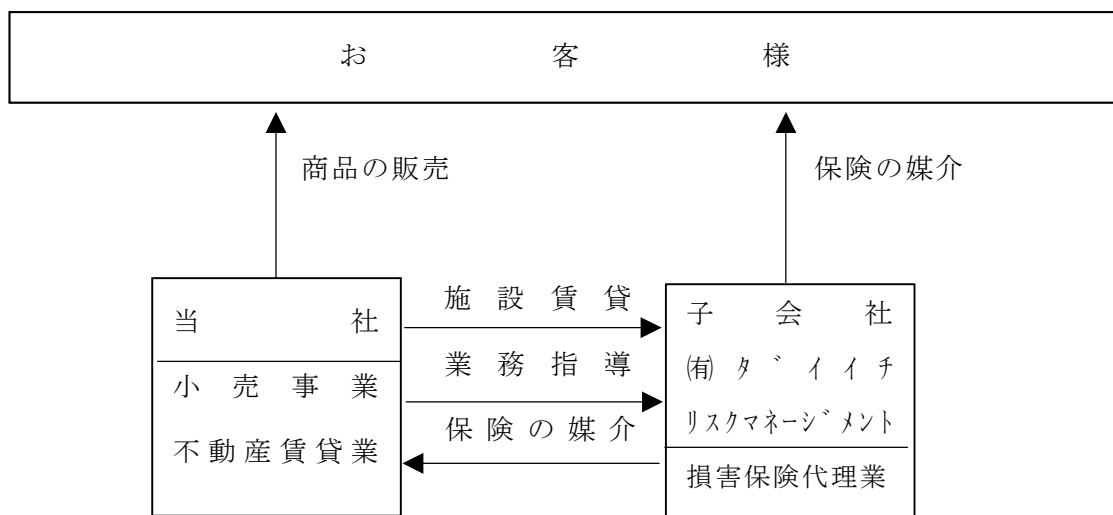 お客様
商品の販売
保険の媒介
当社
小売事業
不動産賃貸業
施設賃貸
業務指導
保険の媒介
子会社
㈲ダイイチ
リスクマネージメント
損害保険代理業